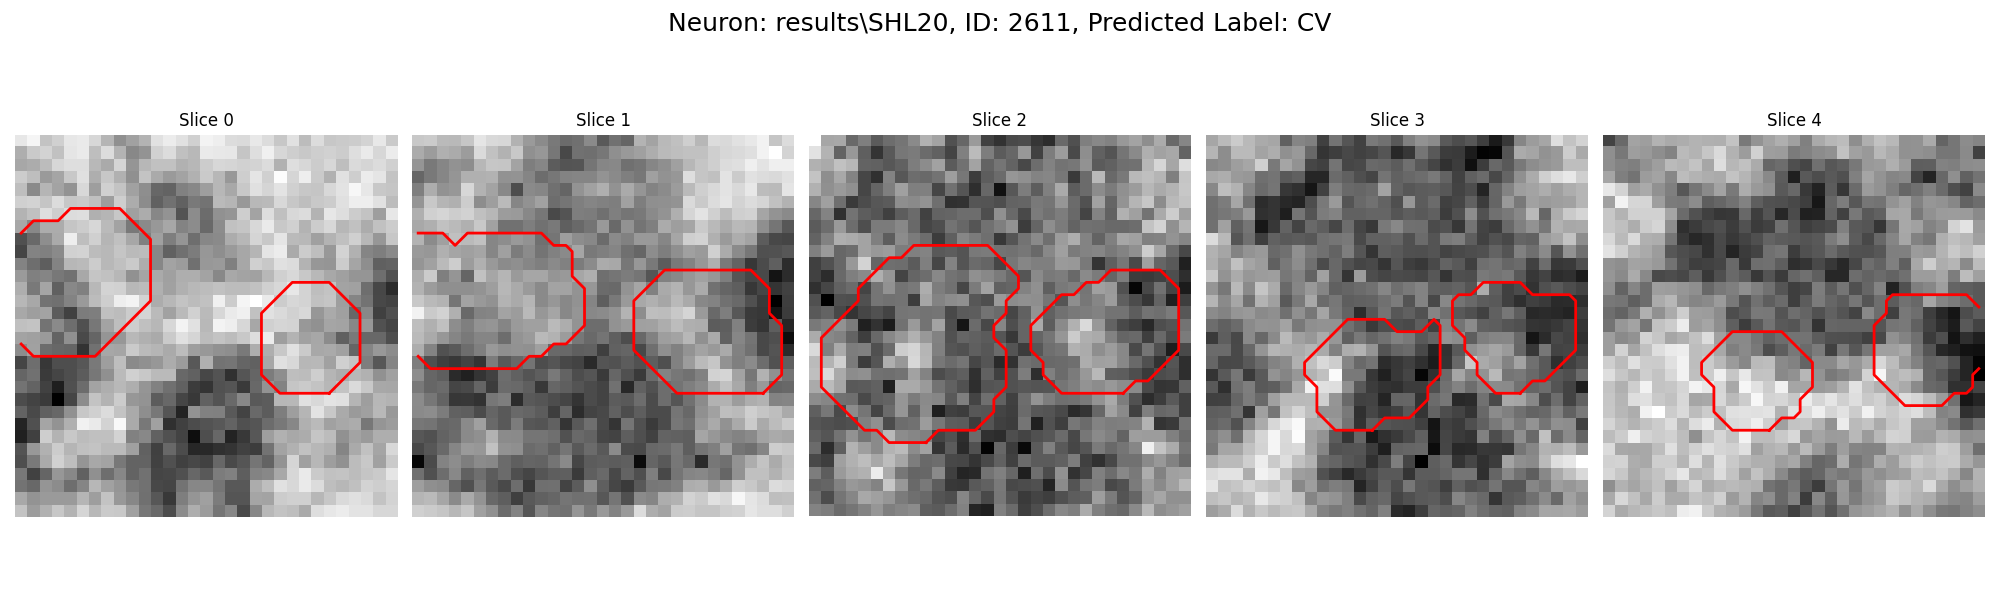 Neuron: results\SHL20, ID: 2611, Predicted Label: CV
Slice 0
Slice 1
Slice 2
Slice 3
Slice 4